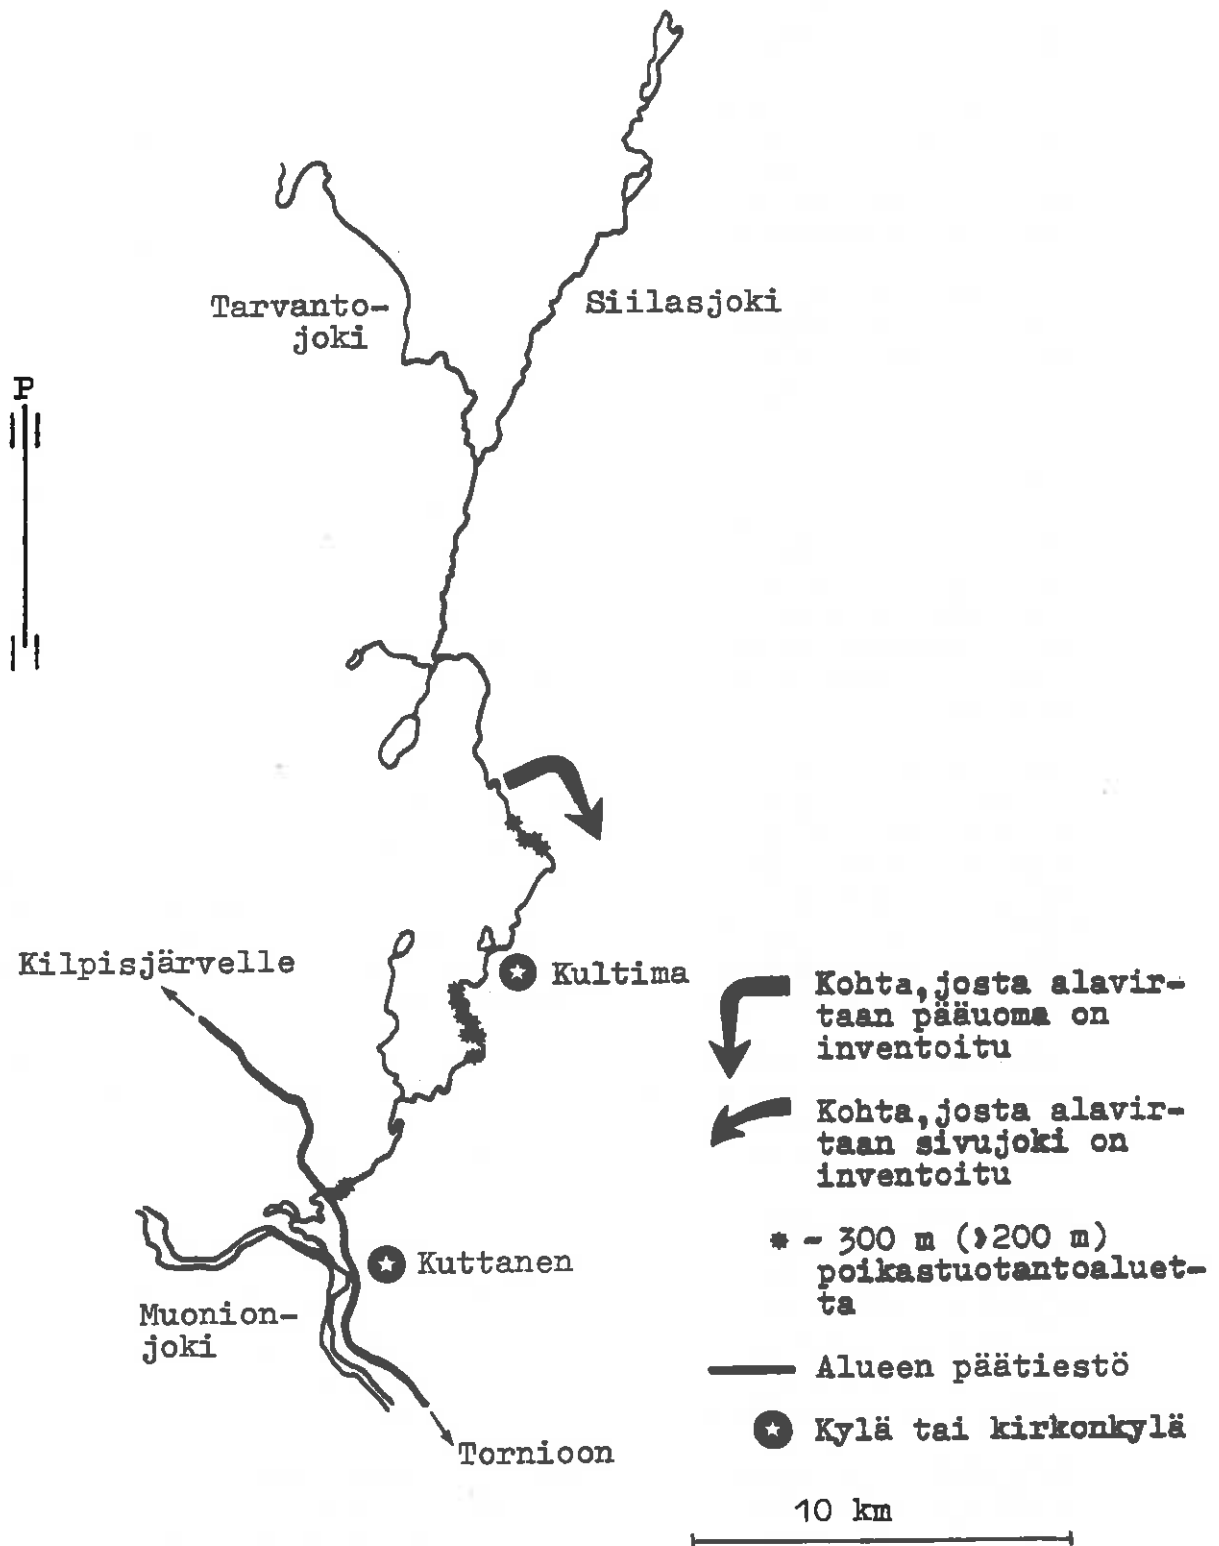 Tarvanto-
joki
Siilasjoki
P
Kilpisjärvelle
Kultima
Kohta, josta alavir-
taan pääuoma on
inventoitu
Kohta, josta alavir-
taan sivujoki on
inventoitu
~ 300 m (>200 m)
poikastuotantoaluet-
ta
Kuttanen
Muonion-
joki
Alueen päätiestö
Kylä tai kirkonkylä
Tornioon
10 km